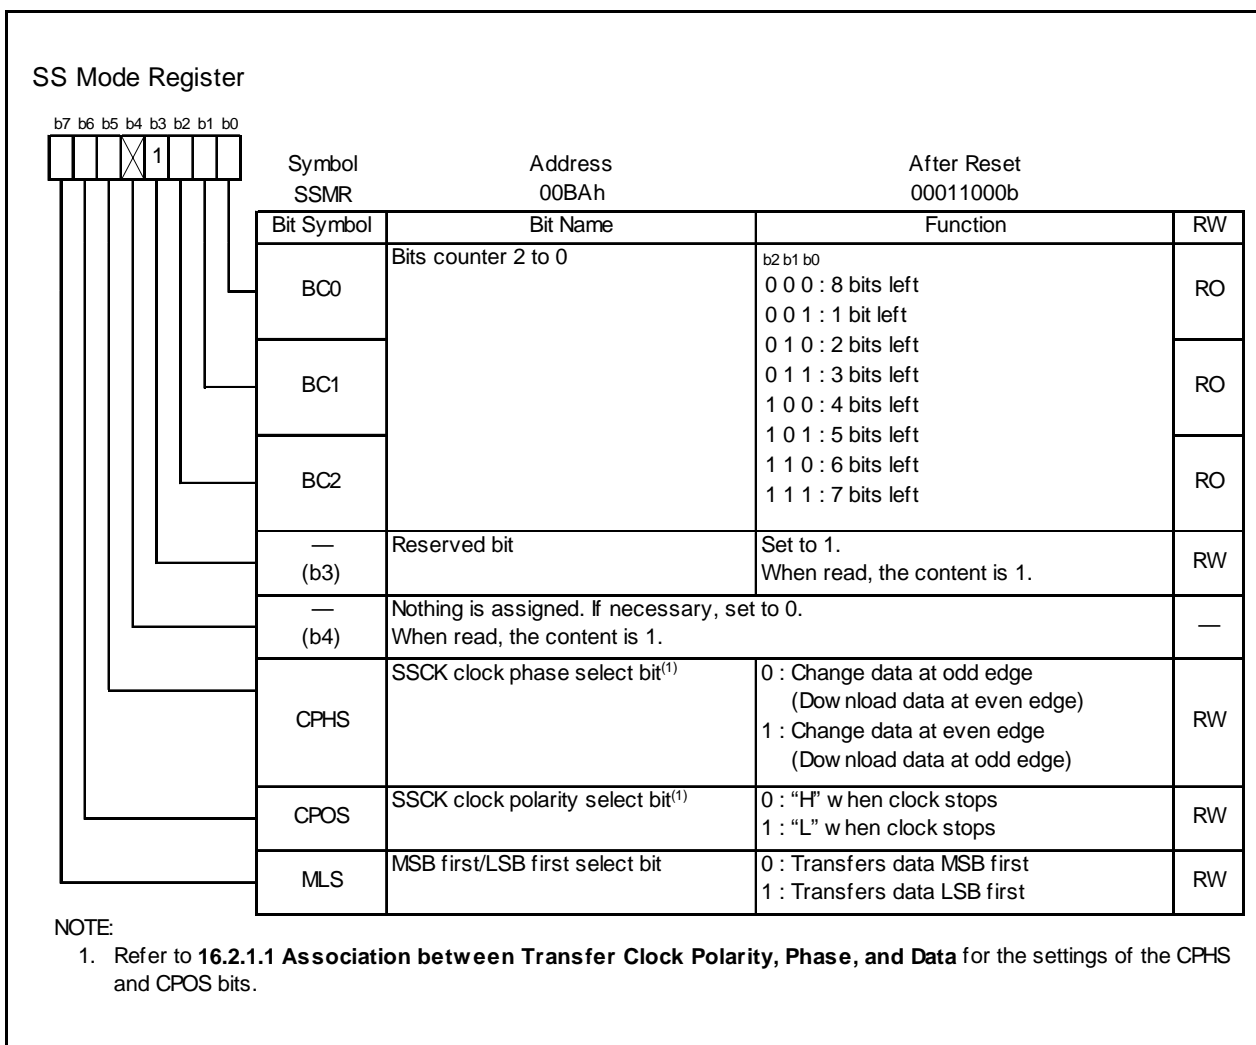 SS Mode Register
b7 b6 b5 b4 b3 b2 b1 b0
1
Symbol Address After Reset
SSMR 00BAh 00011000b
Bit Symbol Bit Name Function RW
BC0 Bits counter 2 to 0 b2 b1 b0
0 0 0 : 8 bits left RO
0 0 1 : 1 bit left
0 1 0 : 2 bits left
BC1 0 1 1 : 3 bits left RO
1 0 0 : 4 bits left
1 0 1 : 5 bits left
BC2 1 1 0 : 6 bits left RO
1 1 1 : 7 bits left
— Reserved bit Set to 1. RW
(b3) When read, the content is 1.
— Nothing is assigned. If necessary, set to 0. —
(b4) When read, the content is 1.
CPHS SSCK clock phase select bit(1) 0 : Change data at odd edge
(Download data at even edge) RW
1 : Change data at even edge
(Download data at odd edge)
CPOS SSCK clock polarity select bit(1) 0 : “H” when clock stops RW
1 : “L” when clock stops
MLS MSB first/LSB first select bit 0 : Transfers data MSB first RW
1 : Transfers data LSB first
NOTE:
1. Refer to 16.2.1.1 Association between Transfer Clock Polarity, Phase, and Data for the settings of the CPHS
and CPOS bits.